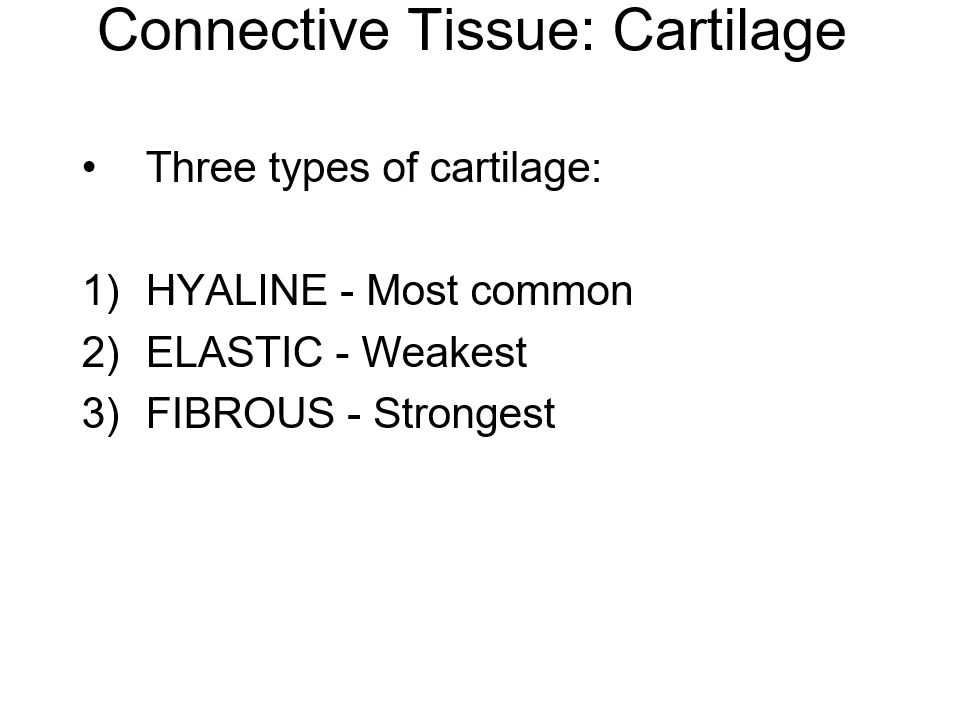 Connective Tissue: Cartilage
• Three types of cartilage:
1) HYALINE - Most common
2) ELASTIC - Weakest
3) FIBROUS - Strongest